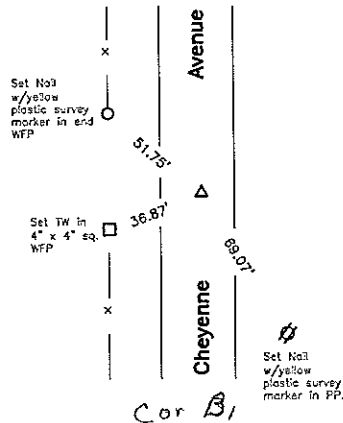 Avenue
Set Nail
w/yellow
plastic survey
marker in end
WFP
51.75'
36.87'
Set TW in
4" x 4" sq.
WFP
69.07'
Cheyenne
Set Nail
w/yellow
plastic survey
marker in PP.
Cor B1